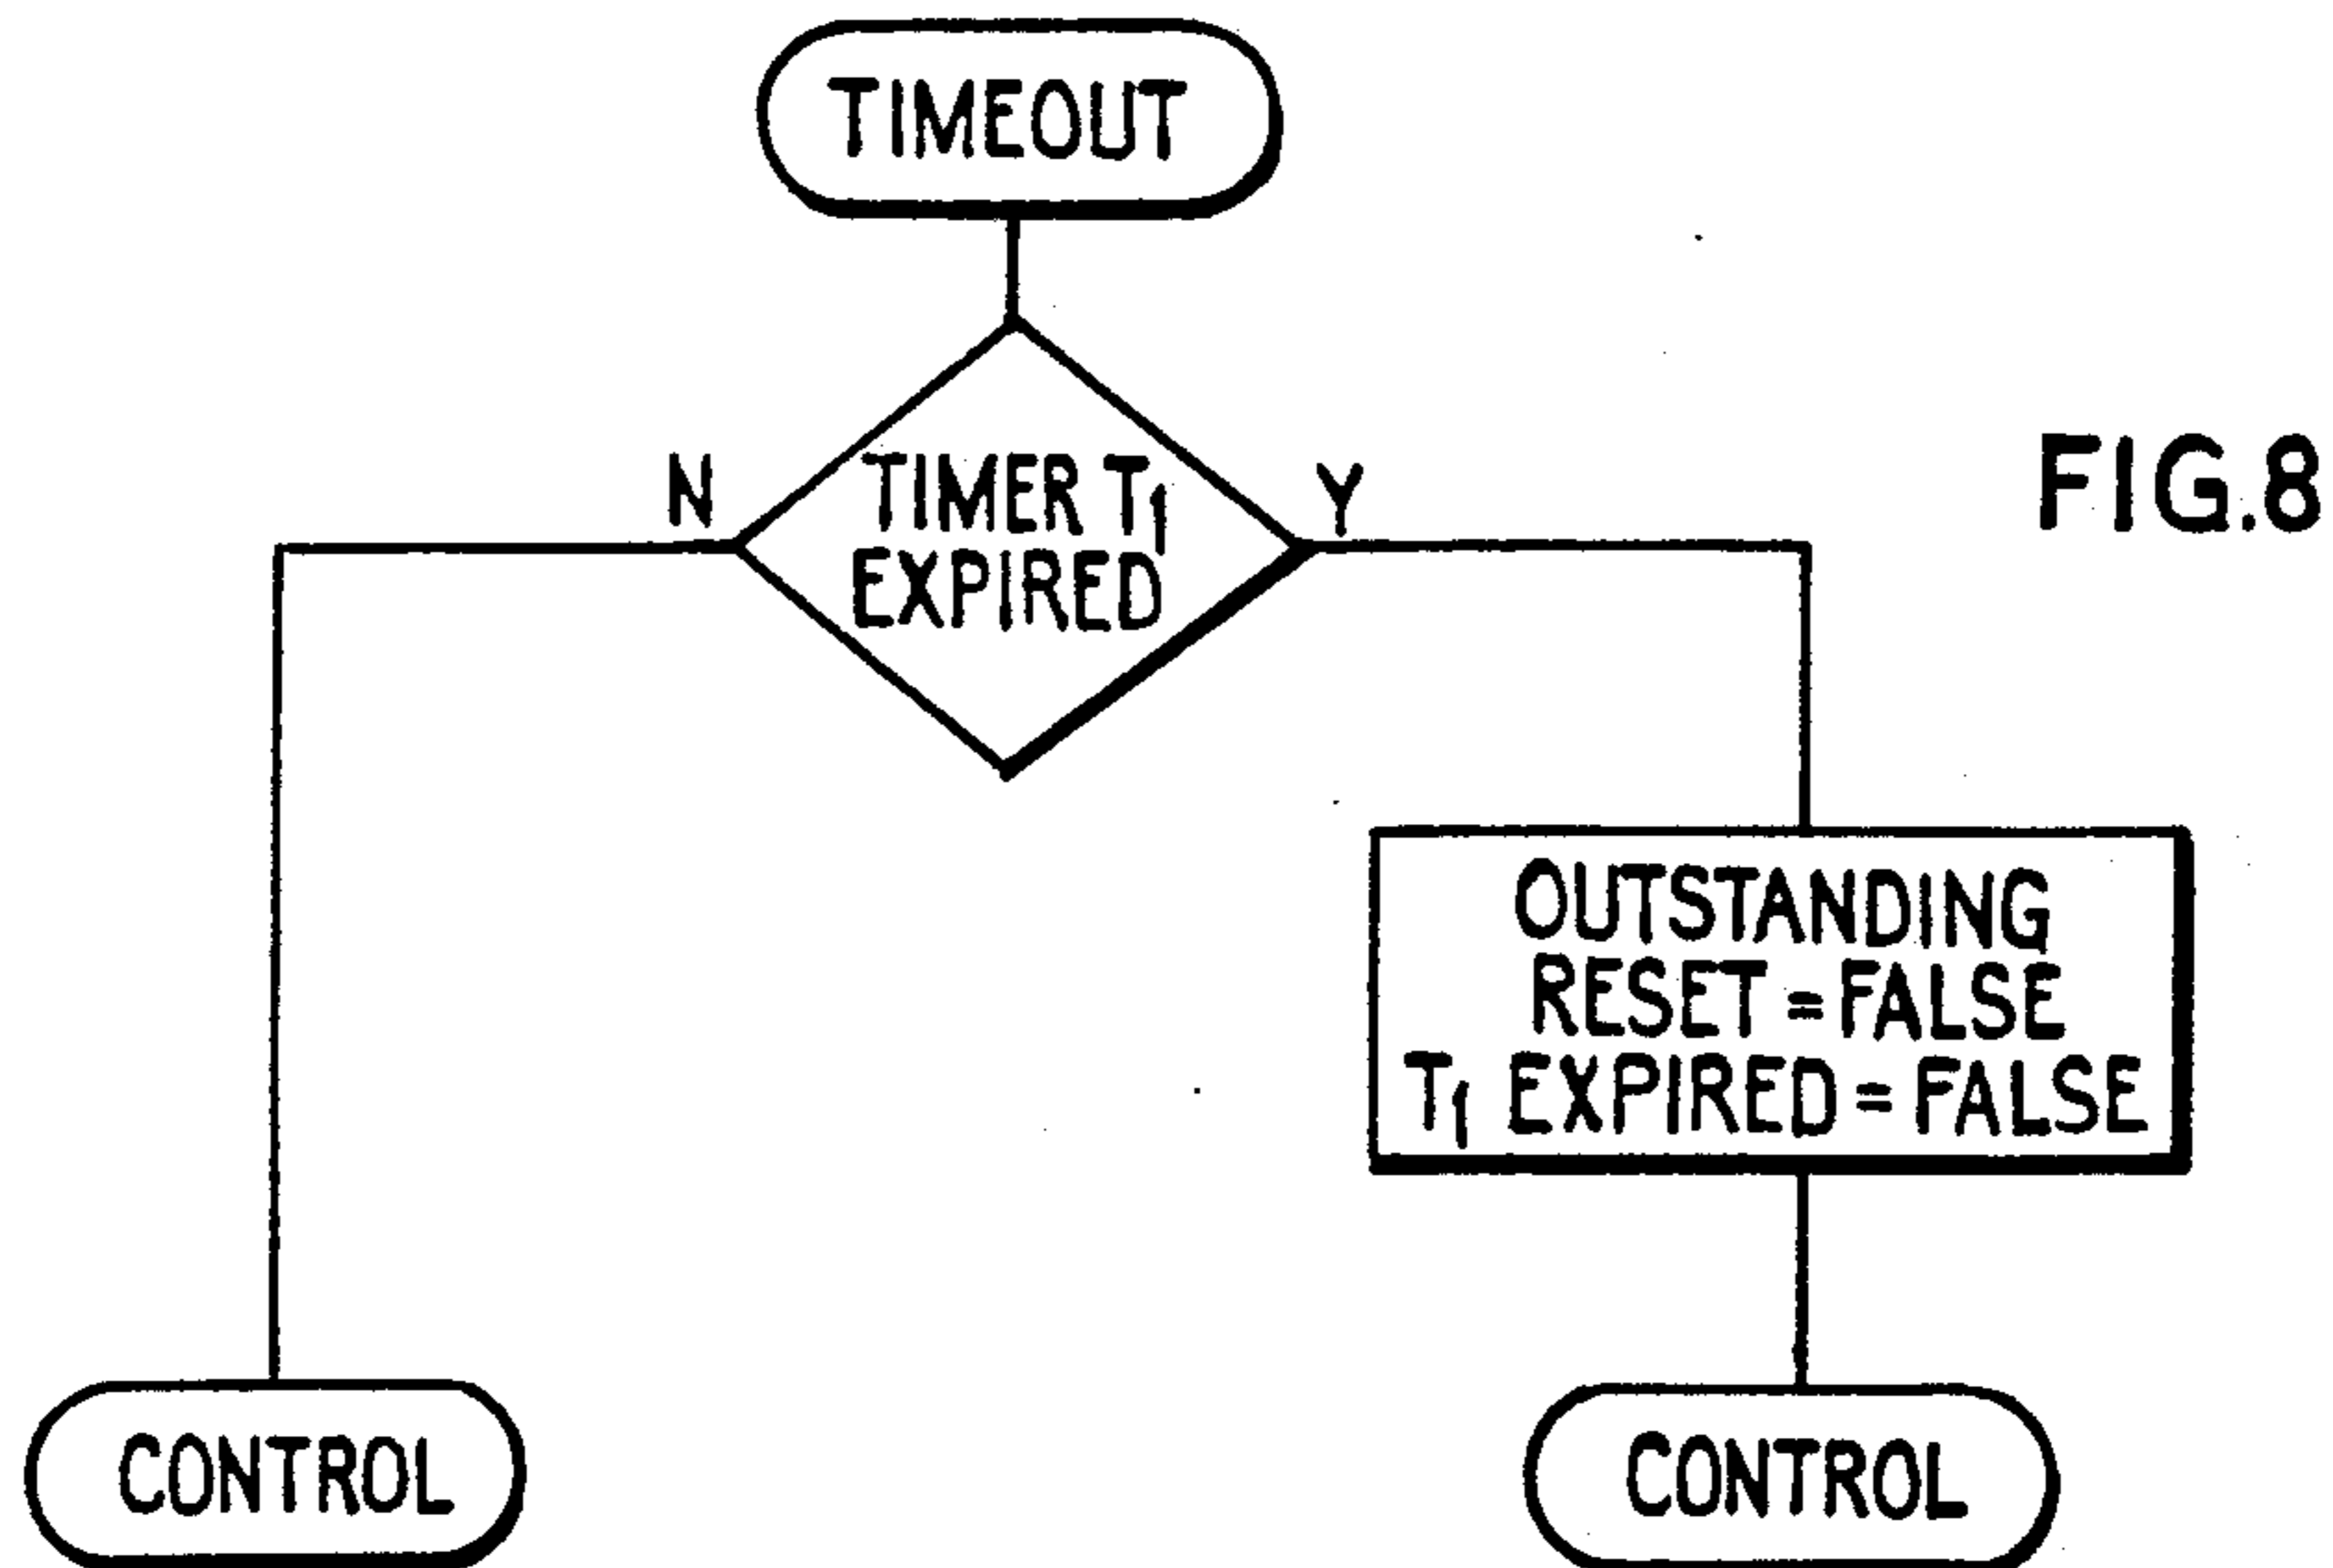 TIMEOUT
N
TIMER T₁
EXPIRED
Y
FIG.8
OUTSTANDING
RESET = FALSE
T₁ EXPIRED = FALSE
CONTROL
CONTROL